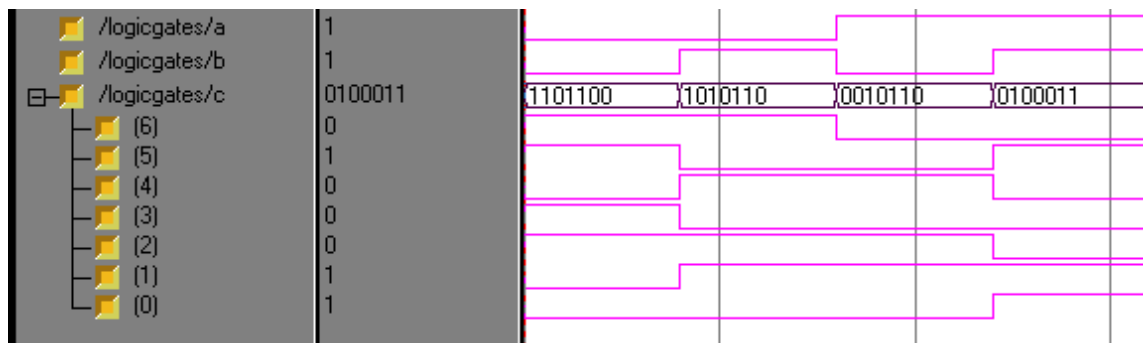 /logicgates/a 1
/logicgates/b 1
/logicgates/c 0100011 1101100 1010110 0010110 0100011
(6) 0
(5) 1
(4) 0
(3) 0
(2) 0
(1) 1
(0) 1